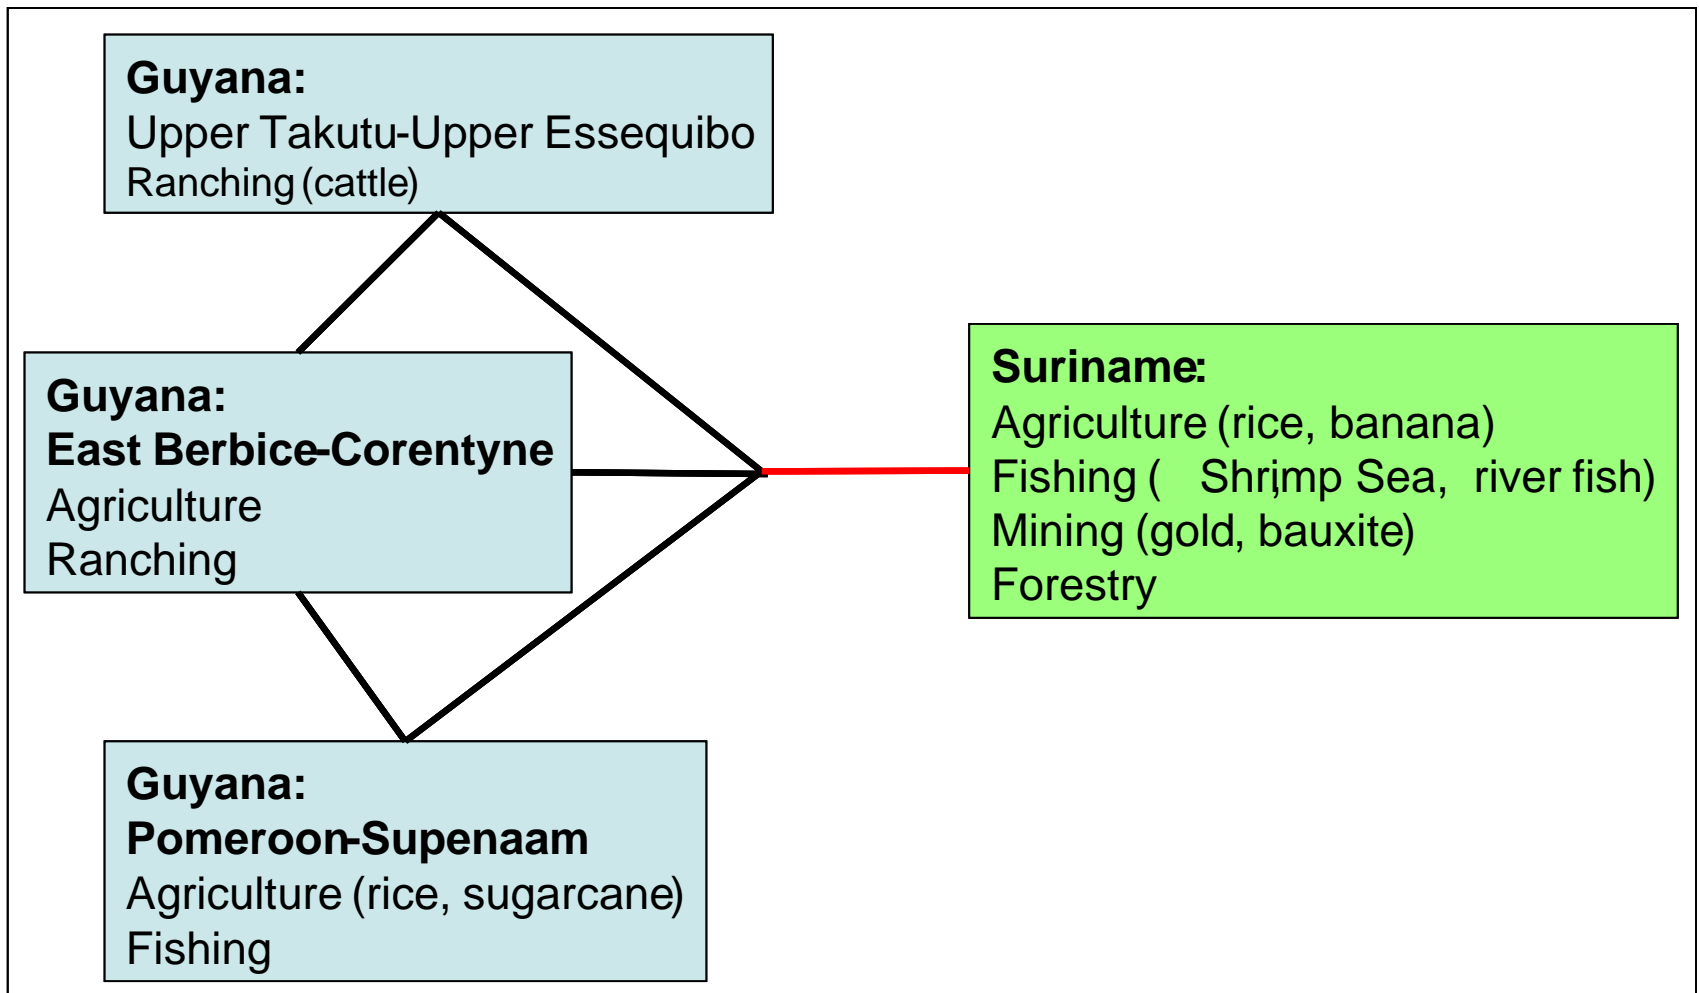 Guyana:
Upper Takutu-Upper Essequibo
Ranching (cattle)
Guyana:
East Berbice-Corentyne
Agriculture
Ranching
Suriname:
Agriculture (rice, banana)
Fishing ( Shrimp, Sea, river fish)
Mining (gold, bauxite)
Forestry
Guyana:
Pomeroon-Supenaam
Agriculture (rice, sugarcane)
Fishing